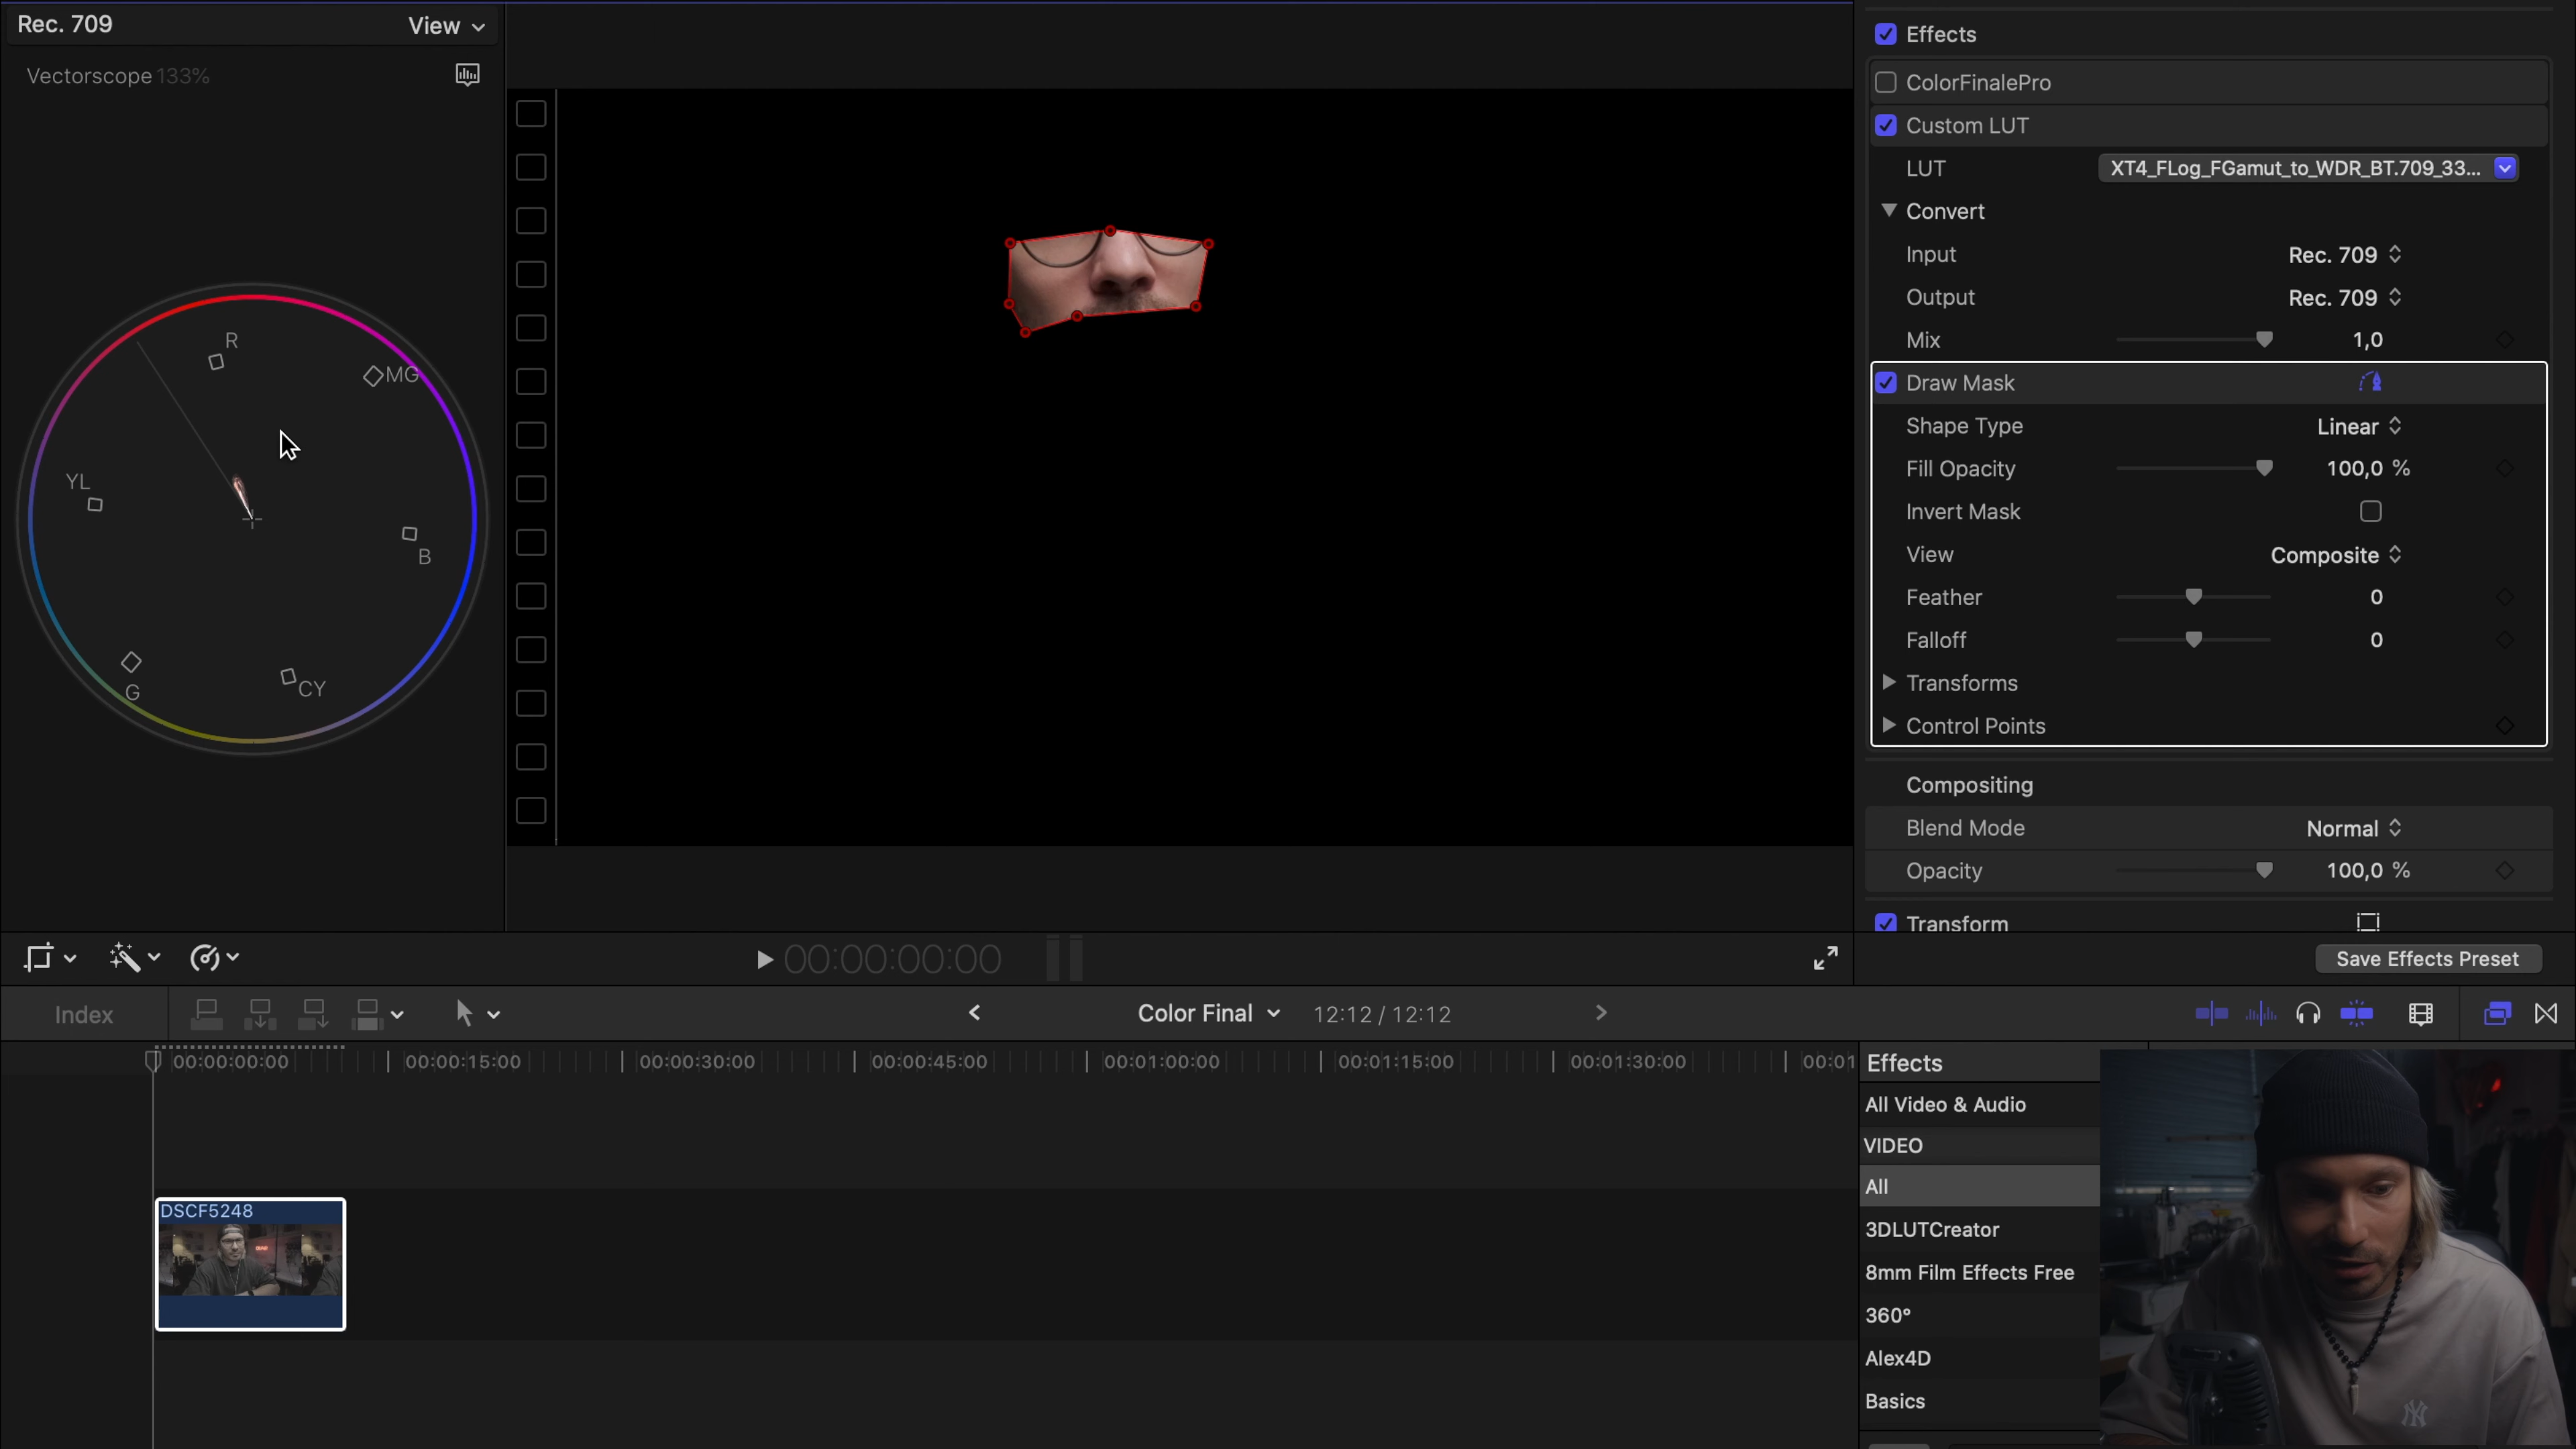 Rec. 709
View
Vectorscope 133%
R
MG
YL
B
G
CY
Effects
ColorFinalePro
Custom LUT
LUT XT4_FLog_FGamut_to_WDR_BT.709_33...
Convert
Input Rec. 709
Output Rec. 709
Mix 1,0
Draw Mask
Shape Type Linear
Fill Opacity 100,0 %
Invert Mask
View Composite
Feather 0
Falloff 0
Transforms
Control Points
Compositing
Blend Mode Normal
Opacity 100,0 %
Transform
00:00:00:00
Save Effects Preset
Index
Color Final
12:12 / 12:12
00:00:00:00 00:00:15:00 00:00:30:00 00:00:45:00 00:01:00:00 00:01:15:00 00:01:30:00 00:01
DSCF5248
Effects
All Video & Audio
VIDEO
All
3DLUTCreator
8mm Film Effects Free
360°
Alex4D
Basics
NY